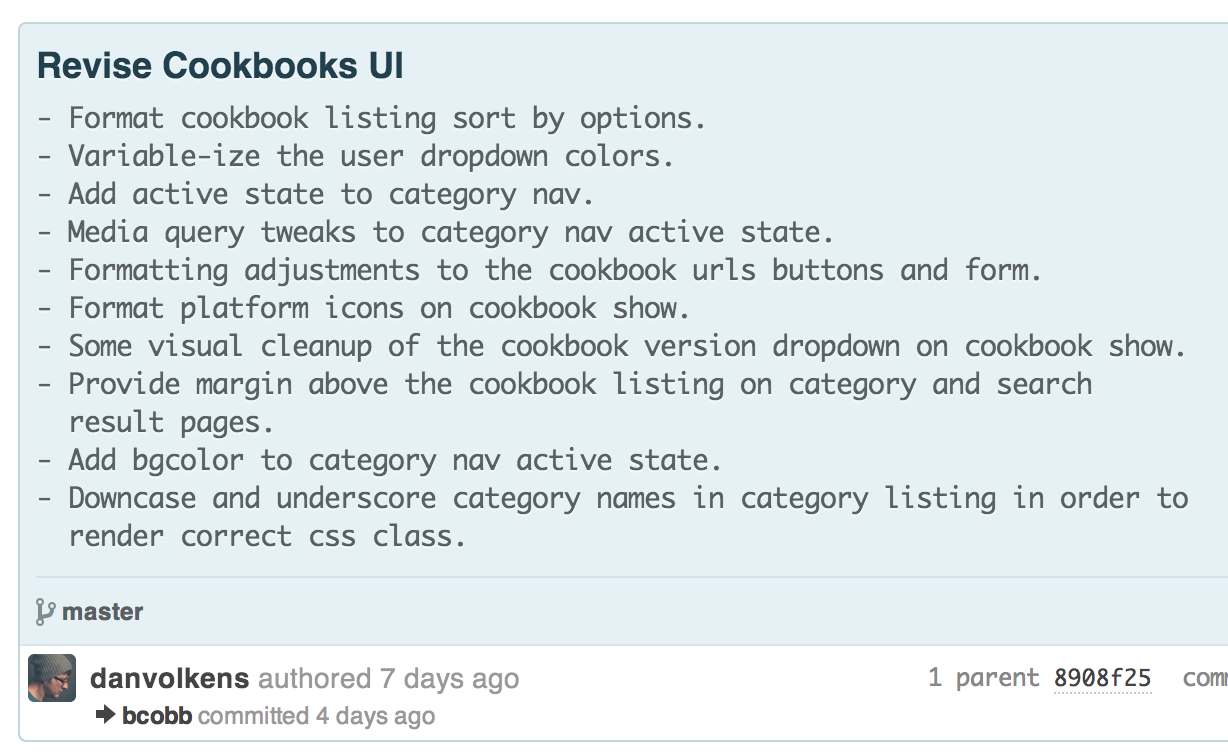 Revise Cookbooks UI
- Format cookbook listing sort by options.
- Variable-ize the user dropdown colors.
- Add active state to category nav.
- Media query tweaks to category nav active state.
- Formatting adjustments to the cookbook urls buttons and form.
- Format platform icons on cookbook show.
- Some visual cleanup of the cookbook version dropdown on cookbook show.
- Provide margin above the cookbook listing on category and search
result pages.
- Add bgcolor to category nav active state.
- Downcase and underscore category names in category listing in order to
render correct css class.
master
danvolkens authored 7 days ago 1 parent 8908f25
bcobb committed 4 days ago